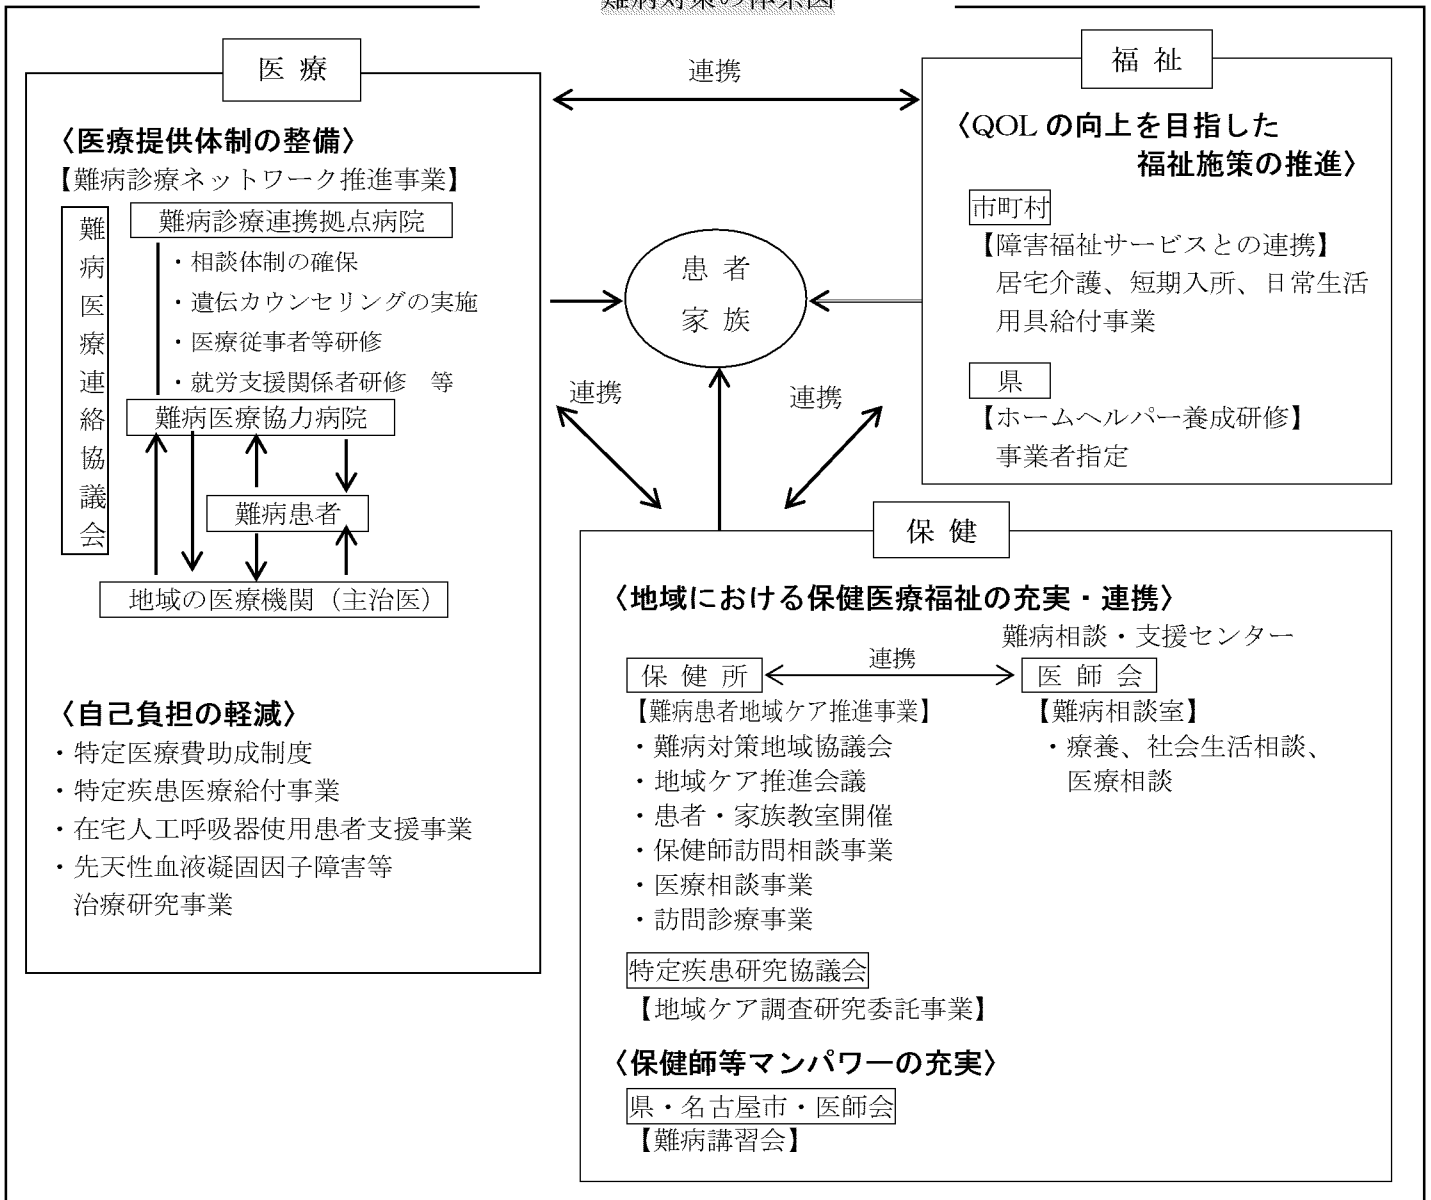 難病対策の体系図
医 療
〈医療提供体制の整備〉
【難病診療ネットワーク推進事業】
難病医療連絡協議会
難病診療連携拠点病院
・相談体制の確保
・遺伝カウンセリングの実施
・医療従事者等研修
・就労支援関係者研修　等
難病医療協力病院
難病患者
地域の医療機関（主治医）
〈自己負担の軽減〉
・特定医療費助成制度
・特定疾患医療給付事業
・在宅人工呼吸器使用患者支援事業
・先天性血液凝固因子障害等
治療研究事業
連携
患 者
家 族
連携
連携
福 祉
〈QOL の向上を目指した
福祉施策の推進〉
市町村
【障害福祉サービスとの連携】
居宅介護、短期入所、日常生活
用具給付事業
県
【ホームヘルパー養成研修】
事業者指定
保 健
〈地域における保健医療福祉の充実・連携〉
難病相談・支援センター
保 健 所
連携
医 師 会
【難病患者地域ケア推進事業】
・難病対策地域協議会
・地域ケア推進会議
・患者・家族教室開催
・保健師訪問相談事業
・医療相談事業
・訪問診療事業
【難病相談室】
・療養、社会生活相談、
医療相談
特定疾患研究協議会
【地域ケア調査研究委託事業】
〈保健師等マンパワーの充実〉
県・名古屋市・医師会
【難病講習会】